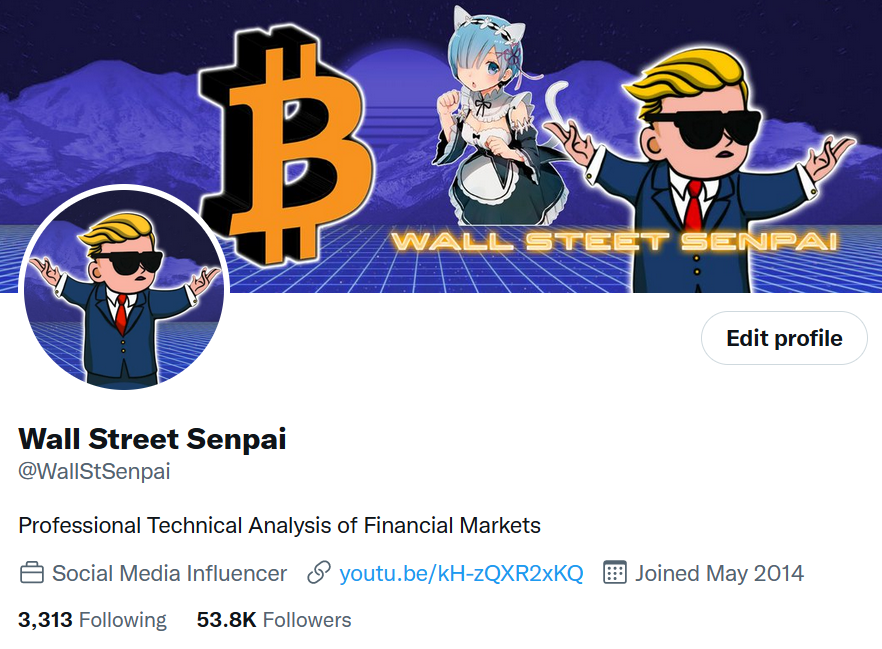 WALL STEET SENPAI
Edit profile
Wall Street Senpai
@WallStSenpai
Professional Technical Analysis of Financial Markets
Social Media Influencer youtu.be/kH-zQXR2xKQ Joined May 2014
3,313 Following 53.8K Followers